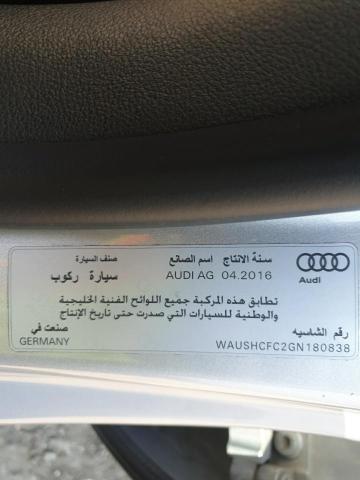 سنة الانتاج اسم الصانع صنف السيارة
04.2016 AUDI AG سيارة ركوب
Audi
تطابق هذه المركبة جميع اللوائح الفنية الخليجية
والوطنية للسيارات التي صدرت حتى تاريخ الإنتاج
رقم الشاسيه صنعت في
WAUSHCFC2GN180838 GERMANY